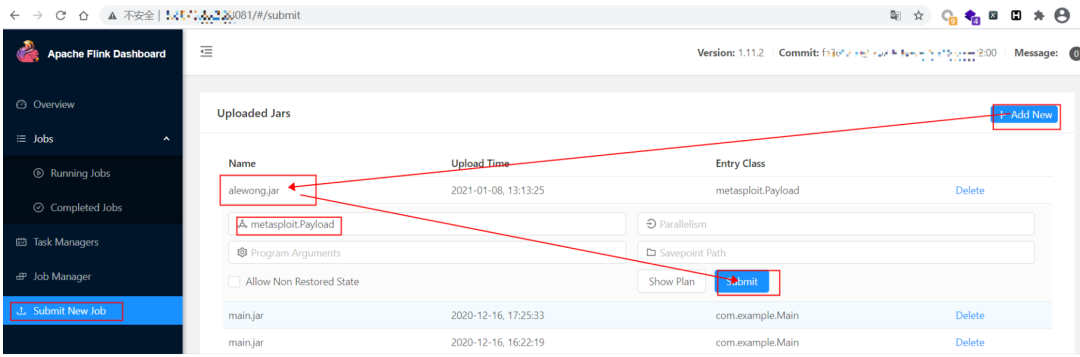 不安全 081/#/submit
Apache Flink Dashboard
Version: 1.11.2 Commit: 2:00 Message: 0
Overview
Jobs
Running Jobs
Completed Jobs
Task Managers
Job Manager
Submit New Job
Uploaded Jars
+ Add New
Name Upload Time Entry Class
alewong.jar 2021-01-08, 13:13:25 metasploit.Payload Delete
metasploit.Payload Parallelism
Program Arguments Savepoint Path
Allow Non Restored State Show Plan Submit
main.jar 2020-12-16, 17:25:33 com.example.Main Delete
main.jar 2020-12-16, 16:22:19 com.example.Main Delete